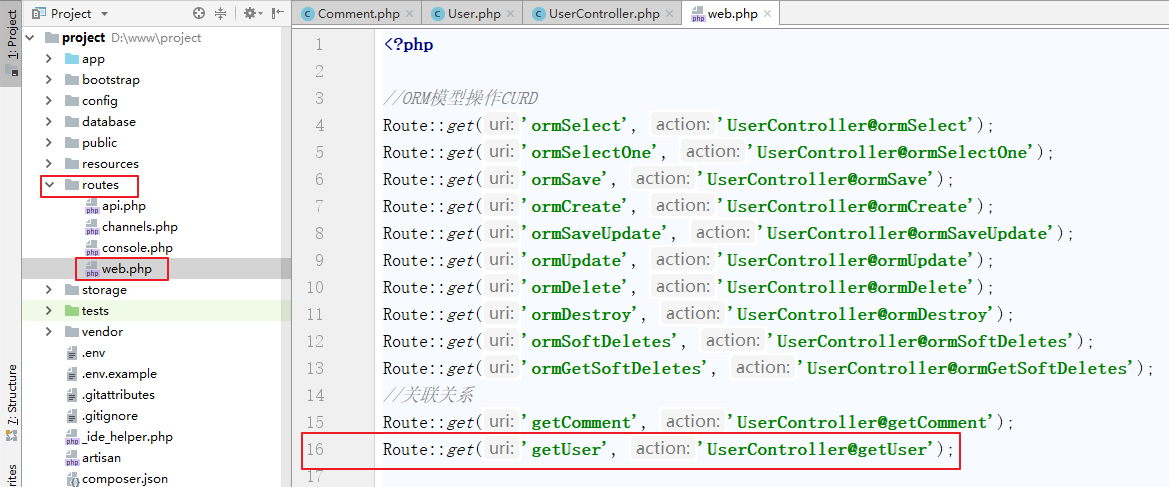 Project
Comment.php
User.php
UserController.php
web.php
1: Project
7: Structure
rites
project D:\www\project
app
bootstrap
config
database
public
resources
routes
api.php
channels.php
console.php
web.php
storage
tests
vendor
.env
.env.example
.gitattributes
.gitignore
_ide_helper.php
artisan
composer.json
1 <?php
2
3 //ORM模型操作CURD
4 Route::get( uri: 'ormSelect', action: 'UserController@ormSelect');
5 Route::get( uri: 'ormSelectOne', action: 'UserController@ormSelectOne');
6 Route::get( uri: 'ormSave', action: 'UserController@ormSave');
7 Route::get( uri: 'ormCreate', action: 'UserController@ormCreate');
8 Route::get( uri: 'ormSaveUpdate', action: 'UserController@ormSaveUpdate');
9 Route::get( uri: 'ormUpdate', action: 'UserController@ormUpdate');
10 Route::get( uri: 'ormDelete', action: 'UserController@ormDelete');
11 Route::get( uri: 'ormDestroy', action: 'UserController@ormDestroy');
12 Route::get( uri: 'ormSoftDeletes', action: 'UserController@ormSoftDeletes');
13 Route::get( uri: 'ormGetSoftDeletes', action: 'UserController@ormGetSoftDeletes');
14 //关联关系
15 Route::get( uri: 'getComment', action: 'UserController@getComment');
16 Route::get( uri: 'getUser', action: 'UserController@getUser');
17